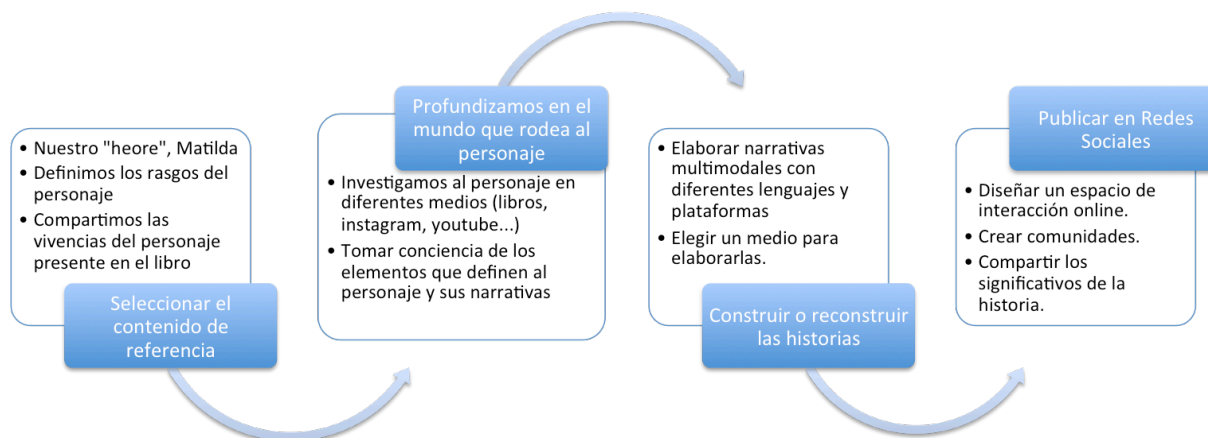 • Nuestro "heore", Matilda
• Definimos los rasgos del
personaje
• Compartimos las
vivencias del personaje
presente en el libro
Seleccionar el
contenido de
referencia
Profundizamos en el
mundo que rodea al
personaje
• Investigamos al personaje en
diferentes medios (libros,
instagram, youtube...)
• Tomar conciencia de los
elementos que definen al
personaje y sus narrativas
• Elaborar narrativas
multimodales con
diferentes lenguajes y
plataformas
• Elegir un medio para
elaborarlas.
Construir o reconstruir
las historias
Publicar en Redes
Sociales
• Diseñar un espacio de
interacción online.
• Crear comunidades.
• Compartir los
significativos de la
historia.